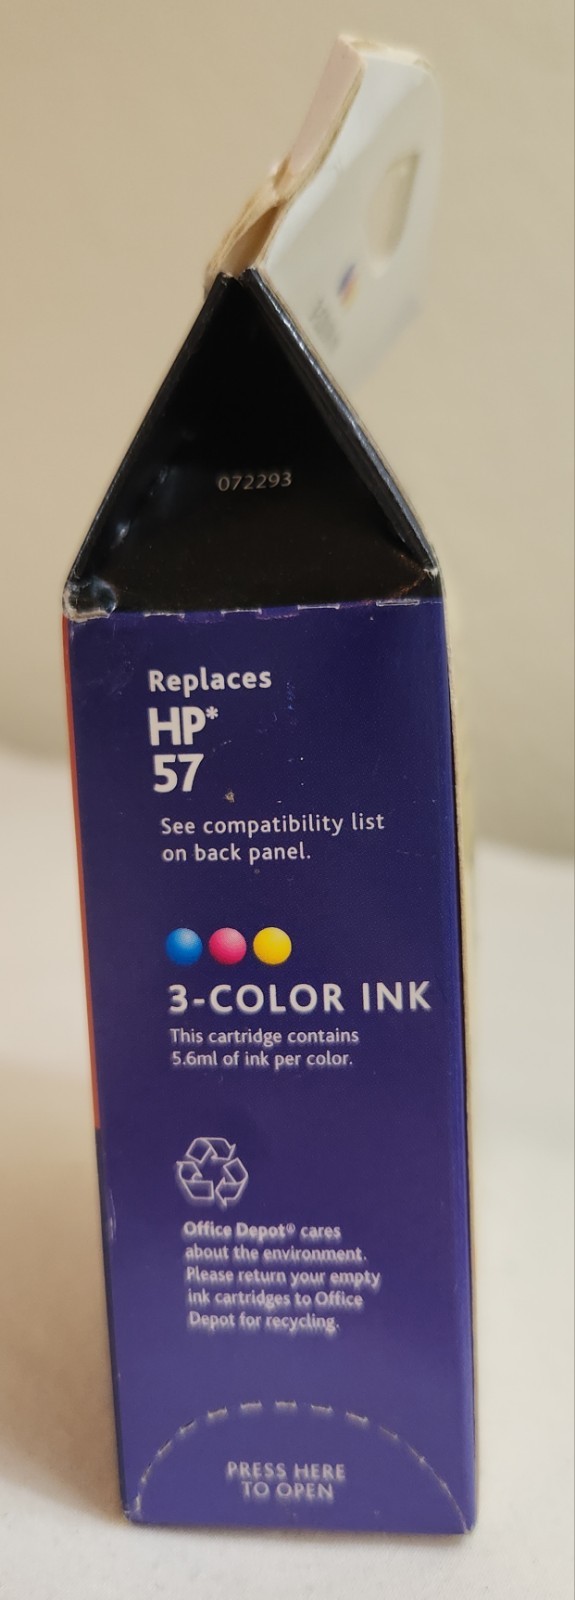 072293
Replaces
HP*
57
See compatibility list
on back panel.
3-COLOR INK
This cartridge contains
5.6ml of ink per color.
Office Depot® cares
about the environment.
Please return your empty
ink cartridges to Office
Depot for recycling.
PRESS HERE
TO OPEN